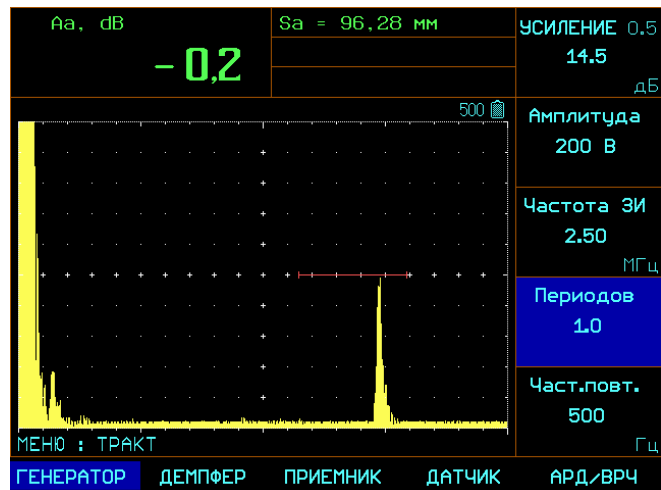 Aa, dB
- 0,2
Sa = 96,28 мм
500
УСИЛЕНИЕ 0.5
14.5
дБ
Амплитуда
200 В
Частота ЗИ
2.50
МГц
Периодов
1.0
Част.повт.
500
Гц
МЕНЮ : ТРАКТ
ГЕНЕРАТОР ДЕМПФЕР ПРИЕМНИК ДАТЧИК АРД/ВРЧ